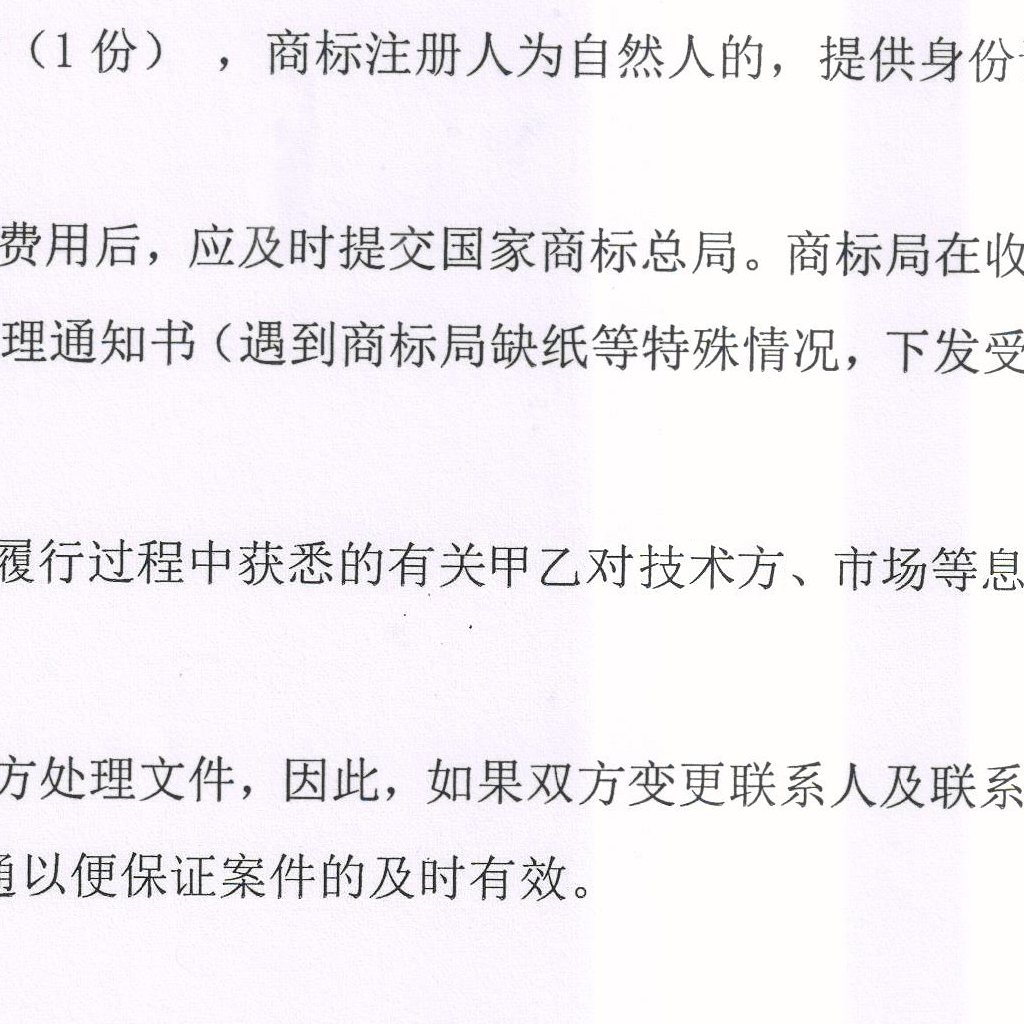 （1份），商标注册人为自然人的，提供身份
费用后，应及时提交国家商标总局。商标局在收
理通知书（遇到商标局缺纸等特殊情况，下发受
履行过程中获悉的有关甲乙对技术方、市场等息
方处理文件，因此，如果双方变更联系人及联系
通以便保证案件的及时有效。